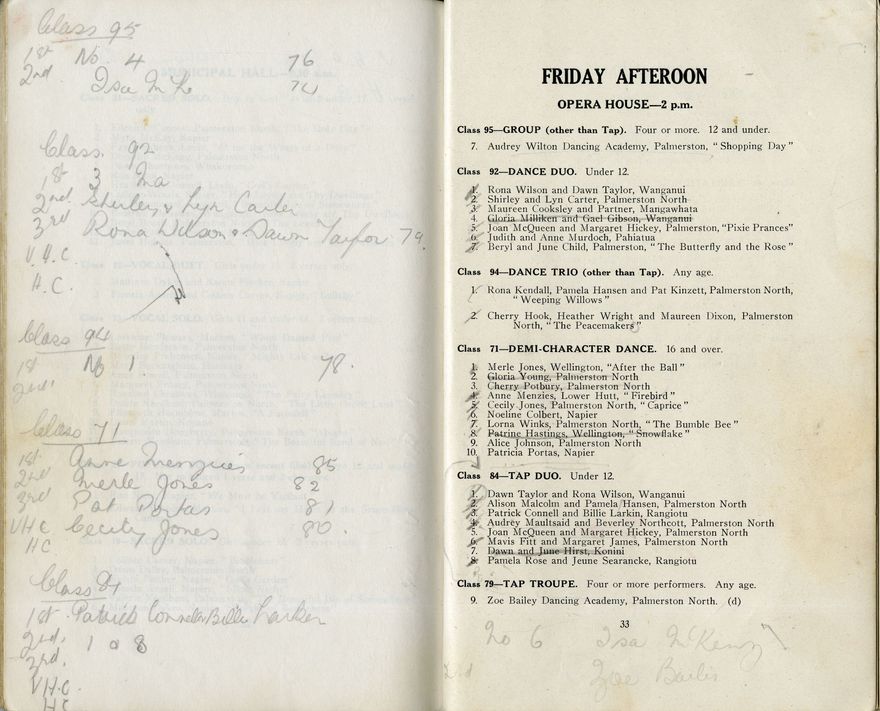 Class 95
1st No. 4 76
2nd. Isa McKe 74
Class. 92
1st 3 Ma
2nd Shirley & Lyn Carter
3rd Rona Wilson & Dawn Taylor 79.
V.H.C.
H.C.
Class 94
1st No 1. 78.
2nd.
Class 71
1st. Anne Menzies 85
2nd Merle Jones 82
3rd Pat Portas 81
VHC Cecily Jones 80.
HC
Class 84
1st. Patrick Connell & Billie Larkin
2nd. 1 8
3rd.
V.H.C.
HC
FRIDAY AFTEROON
OPERA HOUSE—2 p.m.
Class 95—GROUP (other than Tap). Four or more. 12 and under.
7. Audrey Wilton Dancing Academy, Palmerston, "Shopping Day"
Class 92—DANCE DUO. Under 12.
1. Rona Wilson and Dawn Taylor, Wanganui
2. Shirley and Lyn Carter, Palmerston North
3. Maureen Cooksley and Partner, Mangawhata
4. Gloria Milliken and Gael Gibson, Wanganui
5. Joan McQueen and Margaret Hickey, Palmerston, "Pixie Prances"
6. Judith and Anne Murdoch, Pahiatua
7. Beryl and June Child, Palmerston, "The Butterfly and the Rose"
Class 94—DANCE TRIO (other than Tap). Any age.
1. Rona Kendall, Pamela Hansen and Pat Kinzett, Palmerston North,
"Weeping Willows"
2. Cherry Hook, Heather Wright and Maureen Dixon, Palmerston
North, "The Peacemakers"
Class 71—DEMI-CHARACTER DANCE. 16 and over.
1. Merle Jones, Wellington, "After the Ball"
2. Gloria Young, Palmerston North
3. Cherry Potbury, Palmerston North
4. Anne Menzies, Lower Hutt, "Firebird"
5. Cecily Jones, Palmerston North, "Caprice"
6. Noeline Colbert, Napier
7. Lorna Winks, Palmerston North, "The Bumble Bee"
8. Patrine Hastings, Wellington, "Snowflake"
9. Alice Johnson, Palmerston North
10. Patricia Portas, Napier
Class 84—TAP DUO. Under 12.
1. Dawn Taylor and Rona Wilson, Wanganui
2. Alison Malcolm and Pamela Hansen, Palmerston North
3. Patrick Connell and Billie Larkin, Rangiotu
4. Audrey Maultsaid and Beverley Northcott, Palmerston North
5. Joan McQueen and Margaret Hickey, Palmerston North
6. Mavis Fitt and Margaret James, Palmerston North
7. Dawn and June Hirst, Konini
8. Pamela Rose and Jeune Searancke, Rangiotu
Class 79—TAP TROUPE. Four or more performers. Any age.
9. Zoe Bailey Dancing Academy, Palmerston North. (d)
33
No 6 Isa McKenzy
Zoe